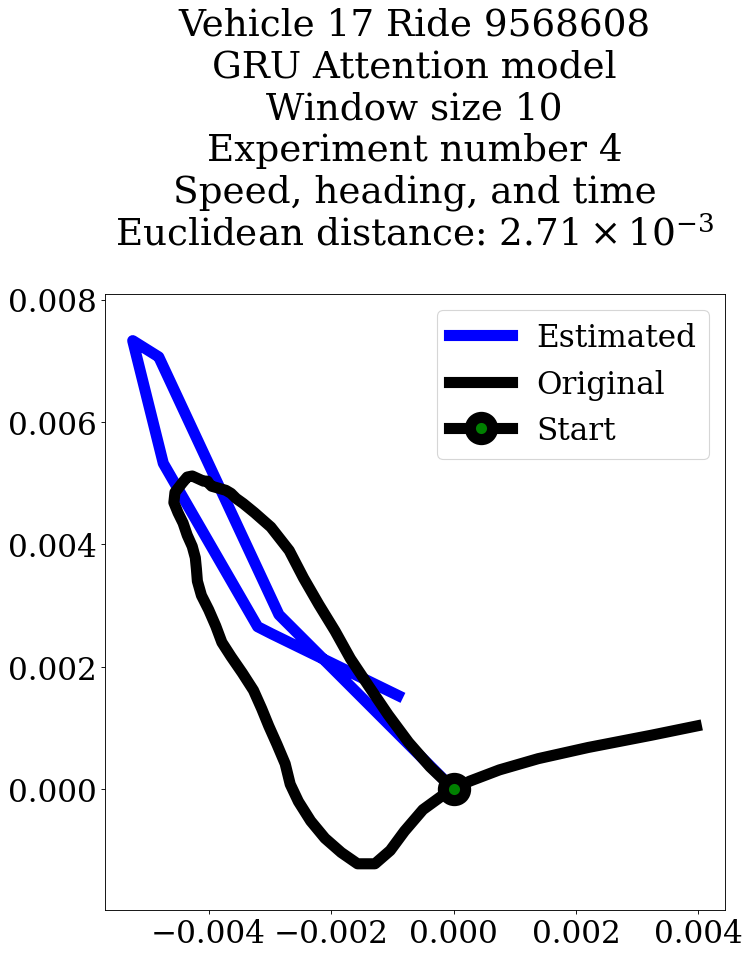 Vehicle 17 Ride 9568608
GRU Attention model
Window size 10
Experiment number 4
Speed, heading, and time
Euclidean distance: 2.71 × 10⁻³
0.008
0.006
0.004
0.002
0.000
Estimated
Original
Start
−0.004 −0.002 0.000 0.002 0.004